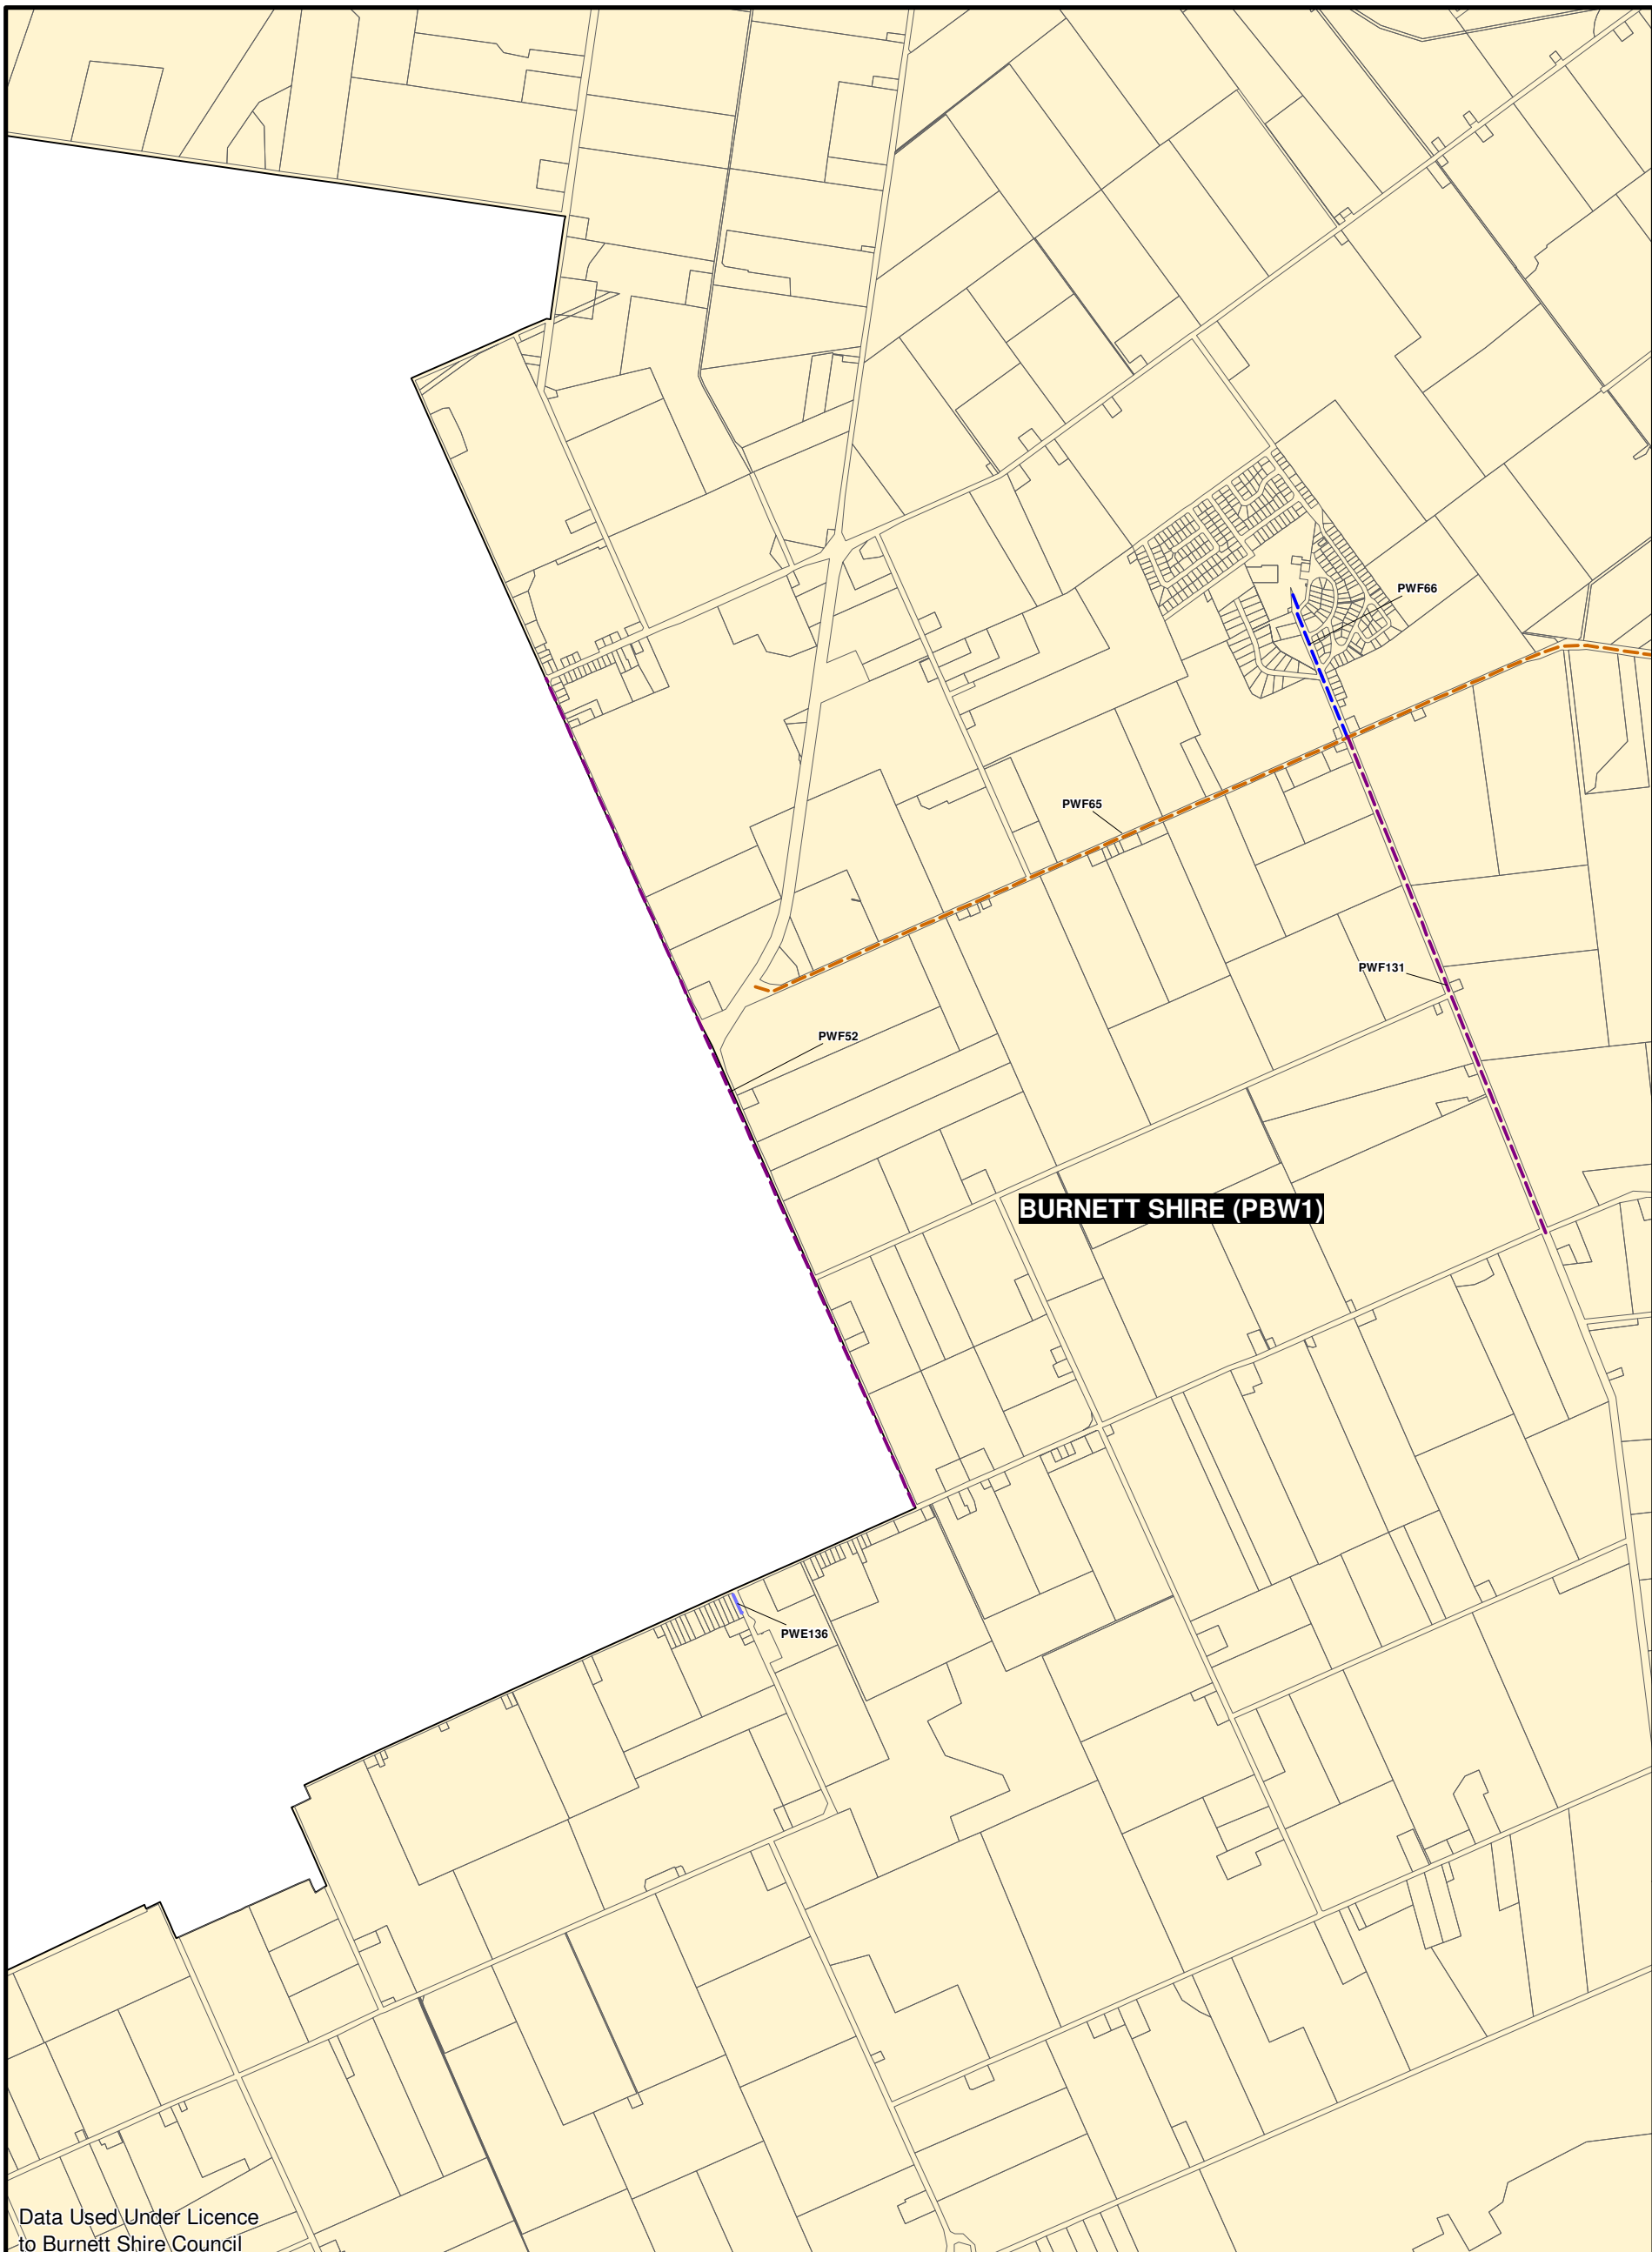 PWF66
PWF65
PWF131
PWF52
BURNETT SHIRE (PBW1)
PWE136
Data Used Under Licence
to Burnett Shire Council